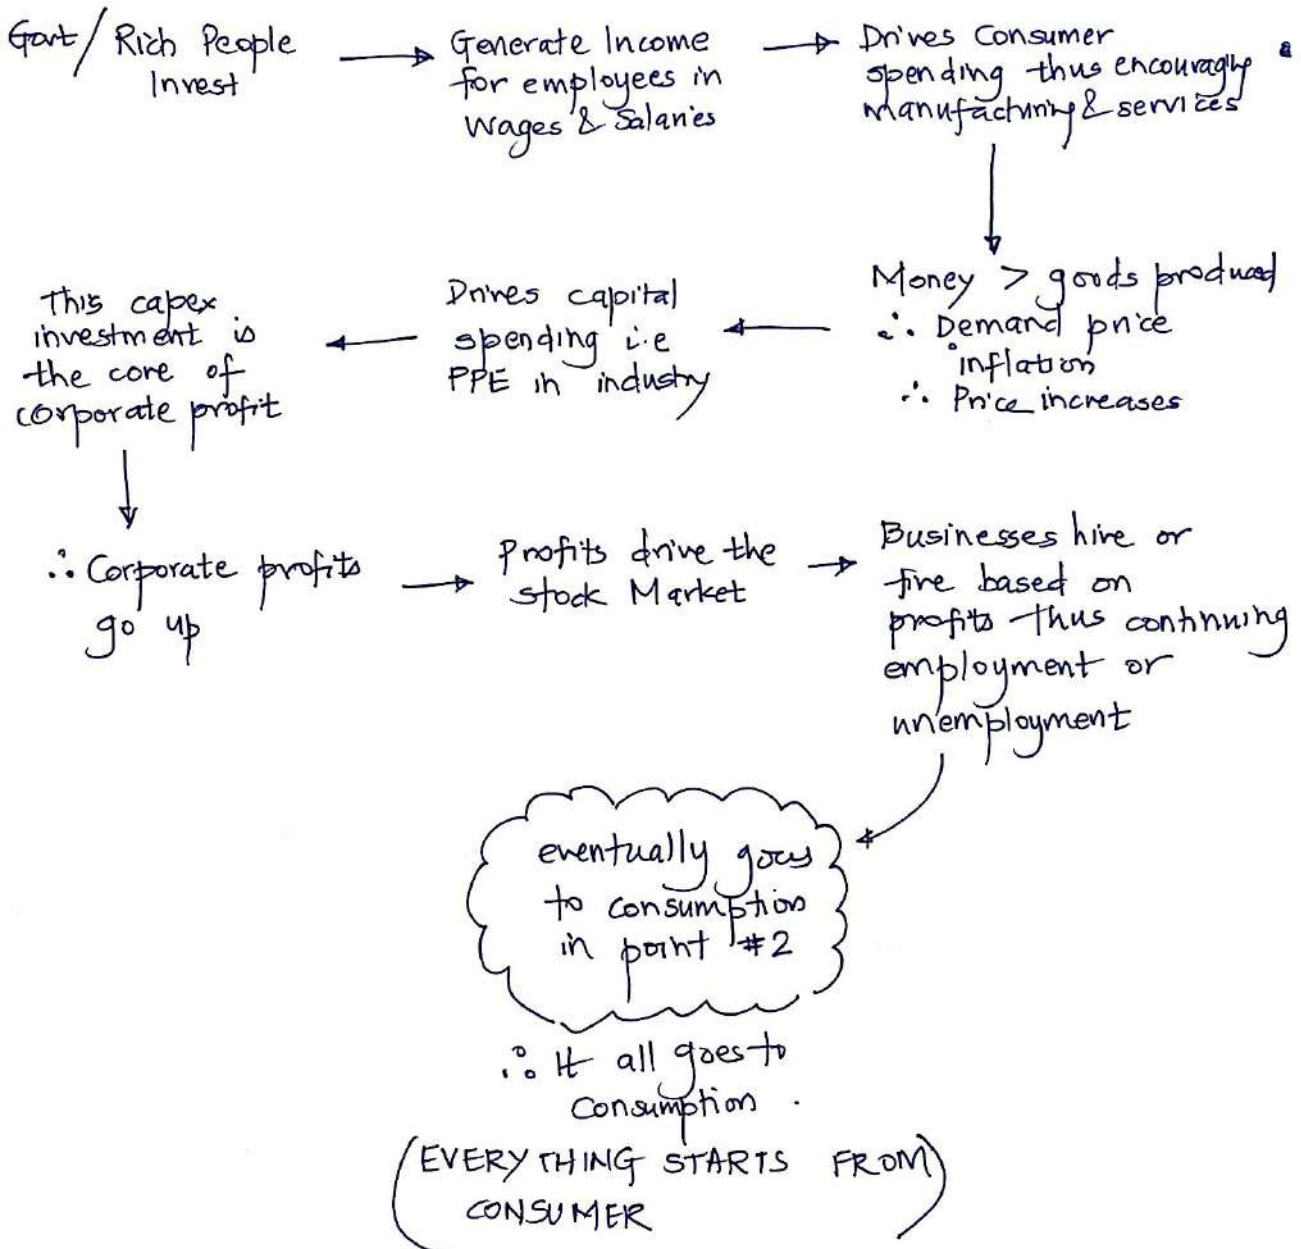 Govt/Rich People
Invest
Generate Income
for employees in
Wages & Salaries
Drives Consumer
spending thus encouraging
manufacturing & services
Money > goods produced
∴ Demand price
inflation
∴ Price increases
Drives capital
spending i.e
PPE in industry
This capex
investment is
the core of
corporate profit
∴ Corporate profits
go up
Profits drive the
stock Market
Businesses hire or
fire based on
profits thus continuing
employment or
unemployment
eventually goes
to consumption
in point #2
∴ It all goes to
Consumption.
(EVERYTHING STARTS FROM
CONSUMER)